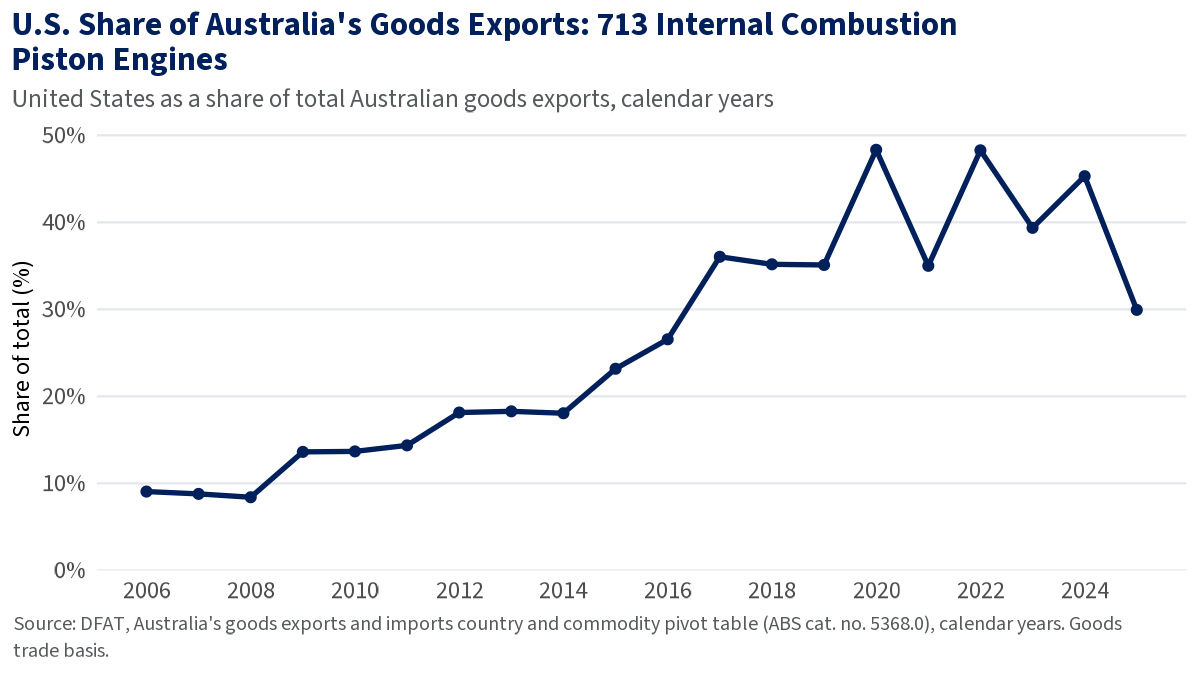 U.S. Share of Australia's Goods Exports: 713 Internal Combustion
Piston Engines
United States as a share of total Australian goods exports, calendar years
50%
40%
30%
20%
10%
0%
Share of total (%)
2006 2008 2010 2012 2014 2016 2018 2020 2022 2024
Source: DFAT, Australia's goods exports and imports country and commodity pivot table (ABS cat. no. 5368.0), calendar years. Goods
trade basis.